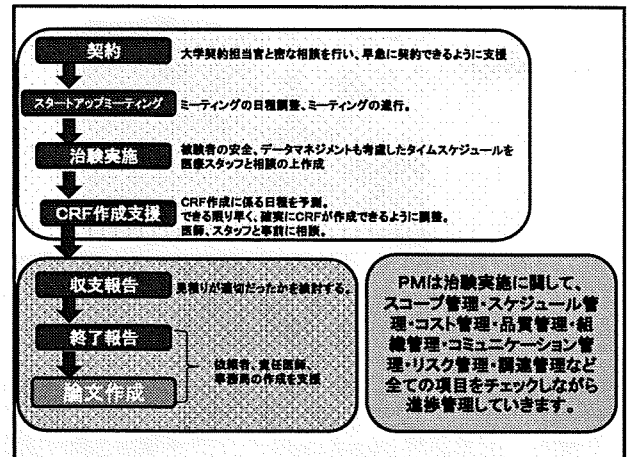 契約
大学契約担当官と密な相談を行い、早急に契約できるように支援
スタートアップミーティング
ミーティングの日程調整、ミーティングの進行。
治験実施
被験者の安全、データマネジメントも考慮したタイムスケジュールを
医療スタッフと相談の上作成
CRF作成支援
CRF作成に係る日程を予測。
できる限り早く、確実にCRFが作成できるように調整。
医師、スタッフと事前に相談。
収支報告
見積りが適切だったかを検討する。
終了報告
依頼者、責任医師、
事務局の作成を支援
論文作成
PMは治験実施に関して、
スコープ管理・スケジュール管
理・コスト管理・品質管理・組
織管理・コミュニケーション管
理・リスク管理・調達管理など
全ての項目をチェックしながら
進捗管理していきます。